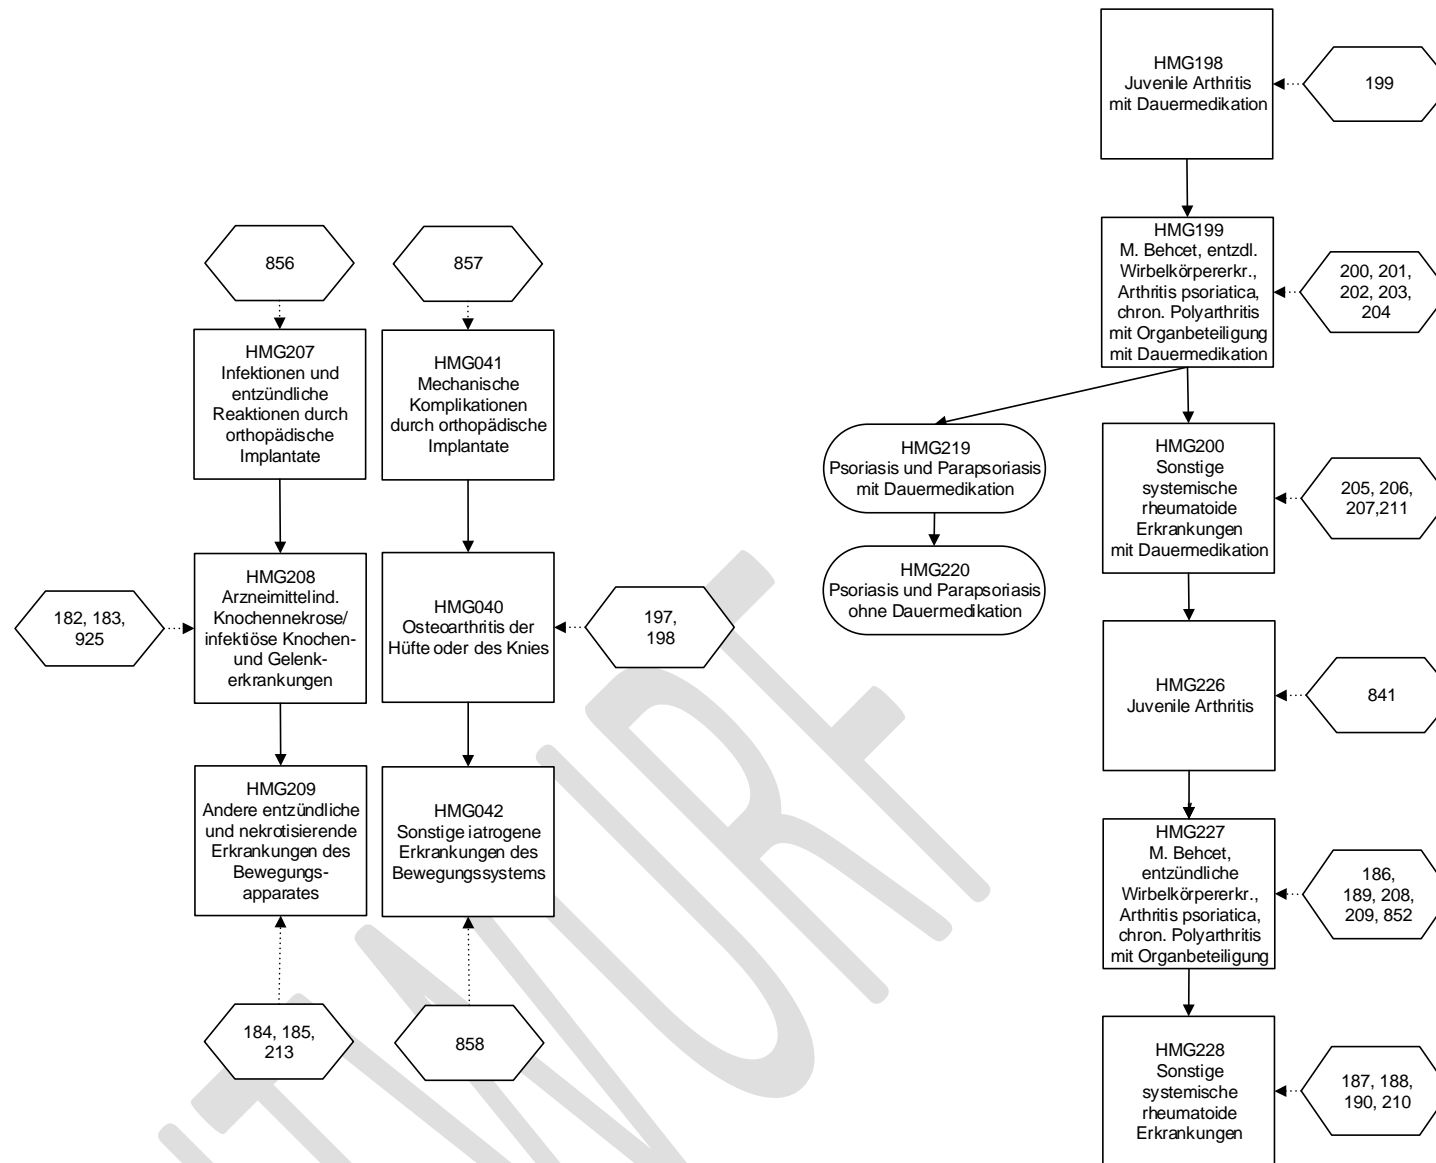 HMG198
Juvenile Arthritis
mit Dauermedikation
199
HMG199
M. Behcet, entzdl.
Wirbelkörpererkr.,
Arthritis psoriatica,
chron. Polyarthritis
mit Organbeteiligung
mit Dauermedikation
200, 201,
202, 203,
204
856
857
HMG207
Infektionen und
entzündliche
Reaktionen durch
orthopädische
Implantate
HMG041
Mechanische
Komplikationen
durch orthopädische
Implantate
HMG219
Psoriasis und Parapsoriasis
mit Dauermedikation
HMG200
Sonstige
systemische
rheumatoide
Erkrankungen
mit Dauermedikation
205, 206,
207,211
182, 183,
925
HMG208
Arzneimittelind.
Knochennekrose/
infektiöse Knochen-
und Gelenk-
erkrankungen
HMG040
Osteoarthritis der
Hüfte oder des Knies
197,
198
HMG220
Psoriasis und Parapsoriasis
ohne Dauermedikation
HMG226
Juvenile Arthritis
841
HMG209
Andere entzündliche
und nekrotisierende
Erkrankungen des
Bewegungs-
apparates
HMG042
Sonstige iatrogene
Erkrankungen des
Bewegungssystems
HMG227
M. Behcet,
entzündliche
Wirbelkörpererkr.,
Arthritis psoriatica,
chron. Polyarthritis
mit Organbeteiligung
186,
189, 208,
209, 852
184, 185,
213
858
HMG228
Sonstige
systemische
rheumatoide
Erkrankungen
187, 188,
190, 210
NTWURF